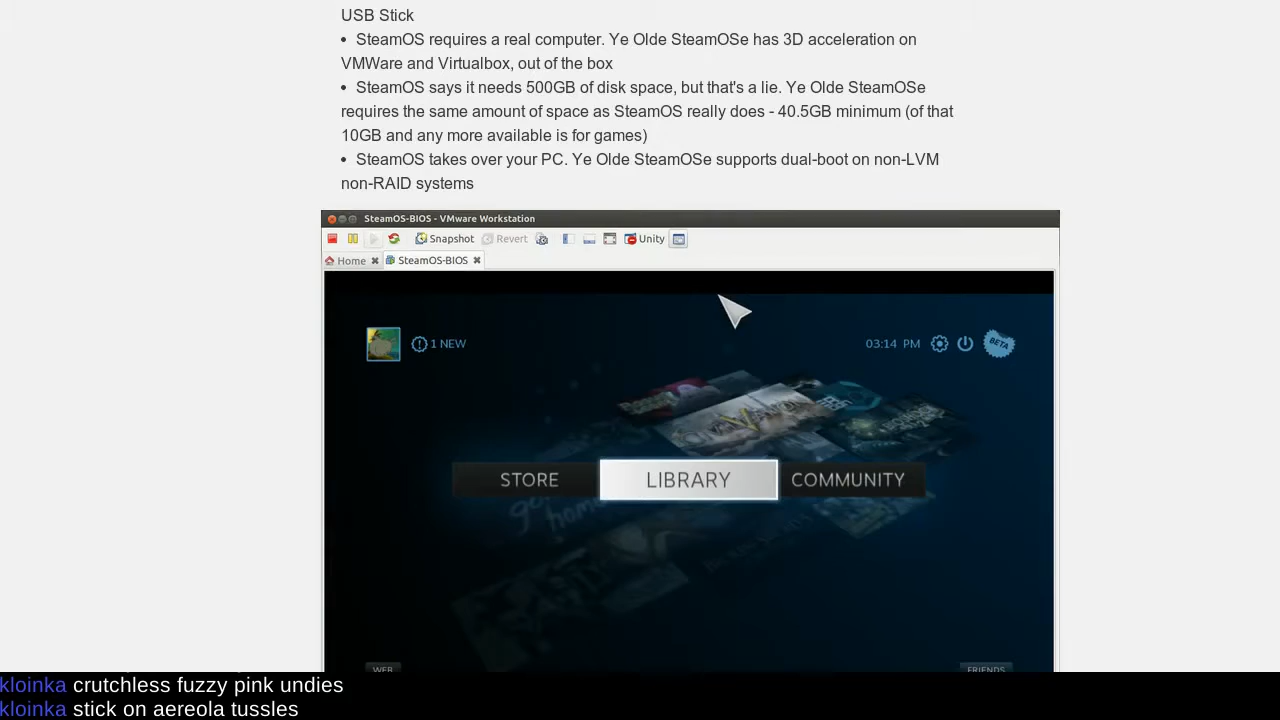 USB Stick
• SteamOS requires a real computer. Ye Olde SteamOSe has 3D acceleration on
VMWare and Virtualbox, out of the box
• SteamOS says it needs 500GB of disk space, but that's a lie. Ye Olde SteamOSe
requires the same amount of space as SteamOS really does - 40.5GB minimum (of that
10GB and any more available is for games)
• SteamOS takes over your PC. Ye Olde SteamOSe supports dual-boot on non-LVM
non-RAID systems
SteamOS-BIOS - VMware Workstation
Snapshot Revert Unity
Home SteamOS-BIOS
1 NEW 03:14 PM BETA
STORE LIBRARY COMMUNITY
WEB FRIENDS
kloinka crutchless fuzzy pink undies
kloinka stick on aereola tussles